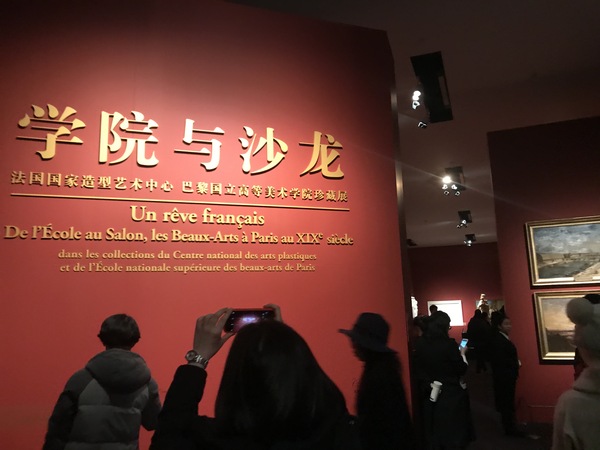 学院与沙龙
法国国家造型艺术中心 巴黎国立高等美术学院珍藏展
Un rêve français
De l'École au Salon, les Beaux-Arts à Paris au XIXe siècle
dans les collections du Centre national des arts plastiques
et de l'École nationale supérieure des beaux-arts de Paris